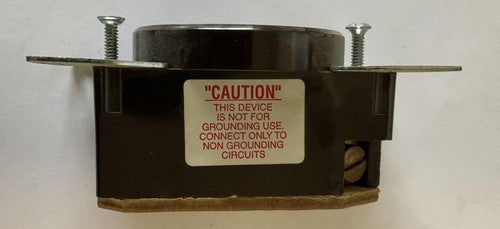 "CAUTION"
THIS DEVICE
IS NOT FOR
GROUNDING USE,
CONNECT ONLY TO
NON GROUNDING
CIRCUITS